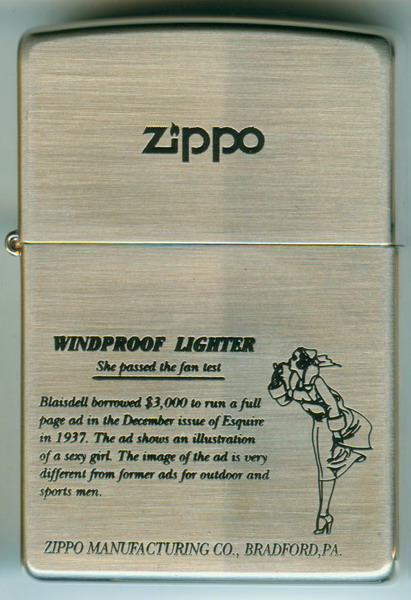 zippo
WINDPROOF LIGHTER
She passed the fan test
Blaisdell borrowed $3,000 to run a full
page ad in the December issue of Esquire
in 1937. The ad shows an illustration
of a sexy girl. The image of the ad is very
different from former ads for outdoor and
sports men.
ZIPPO MANUFACTURING CO., BRADFORD,PA.